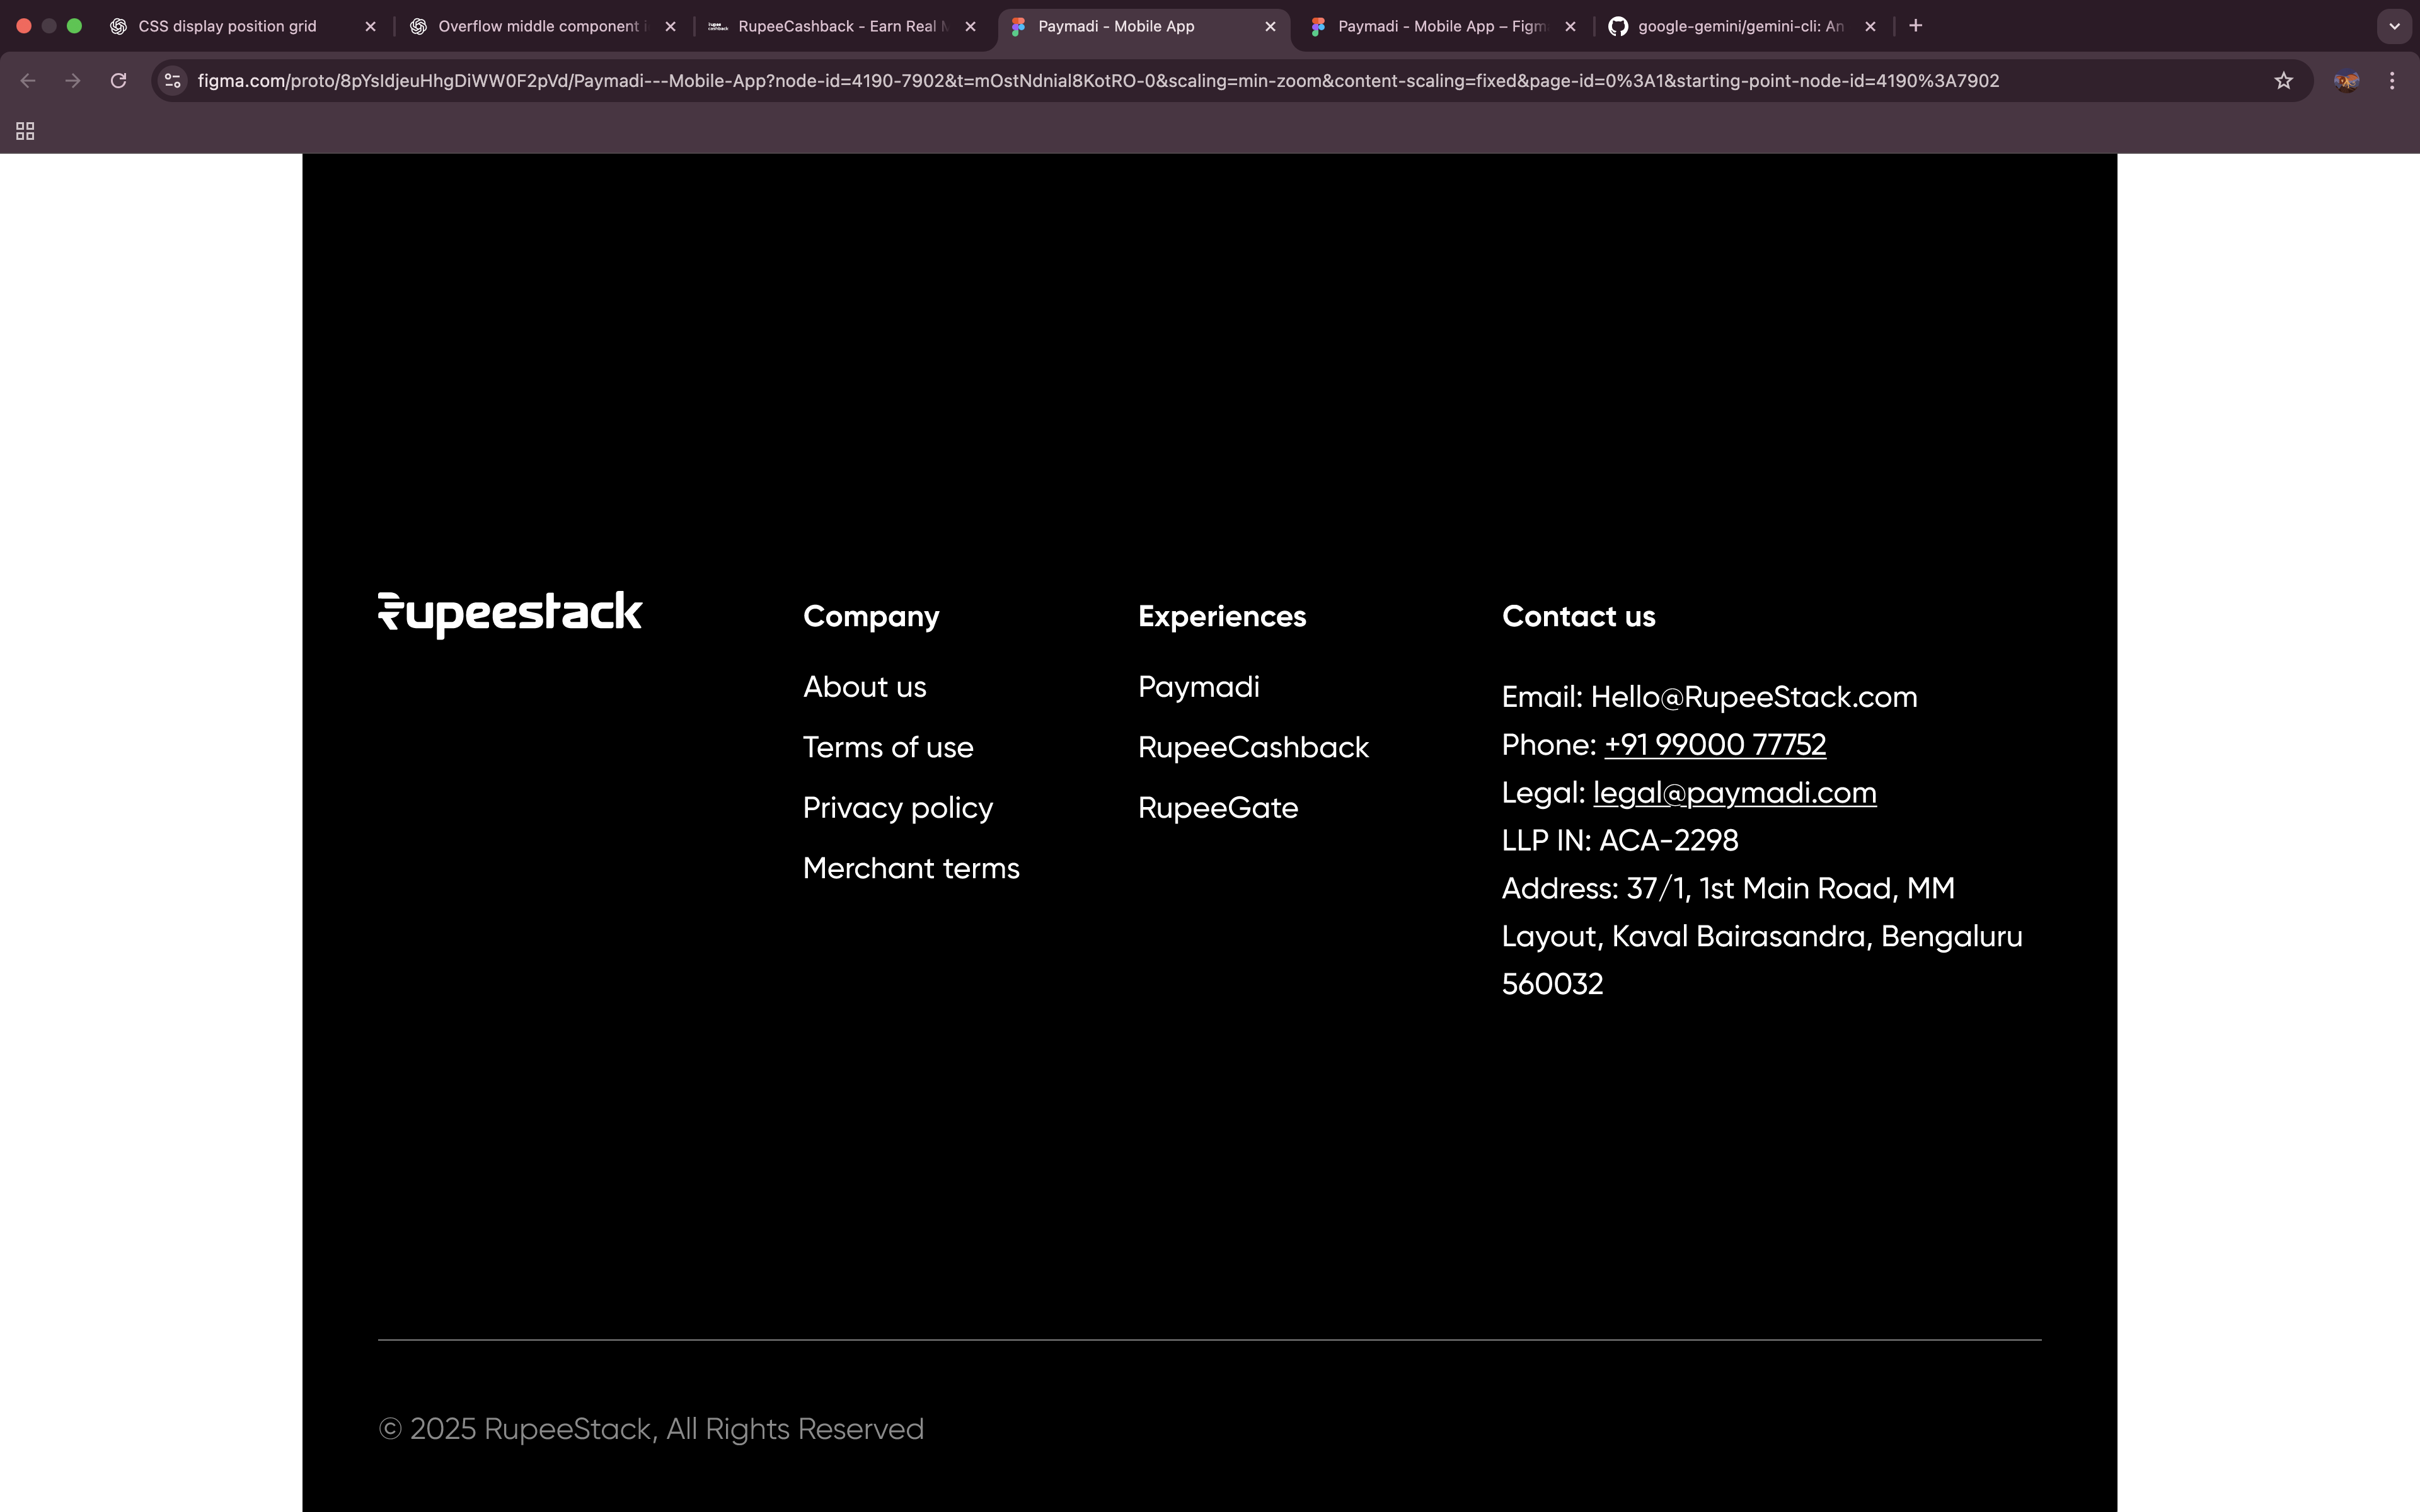 CSS display position grid
Overflow middle component i
RupeeCashback - Earn Real M
Paymadi - Mobile App
Paymadi - Mobile App – Figm
google-gemini/gemini-cli: An
figma.com/proto/8pYsIdjeuHhgDiWW0F2pVd/Paymadi---Mobile-App?node-id=4190-7902&t=mOstNdnial8KotRO-0&scaling=min-zoom&content-scaling=fixed&page-id=0%3A1&starting-point-node-id=4190%3A7902
Rupeestack
Company
About us
Terms of use
Privacy policy
Merchant terms
Experiences
Paymadi
RupeeCashback
RupeeGate
Contact us
Email: Hello@RupeeStack.com
Phone: +91 99000 77752
Legal: legal@paymadi.com
LLP IN: ACA-2298
Address: 37/1, 1st Main Road, MM
Layout, Kaval Bairasandra, Bengaluru
560032
© 2025 RupeeStack, All Rights Reserved